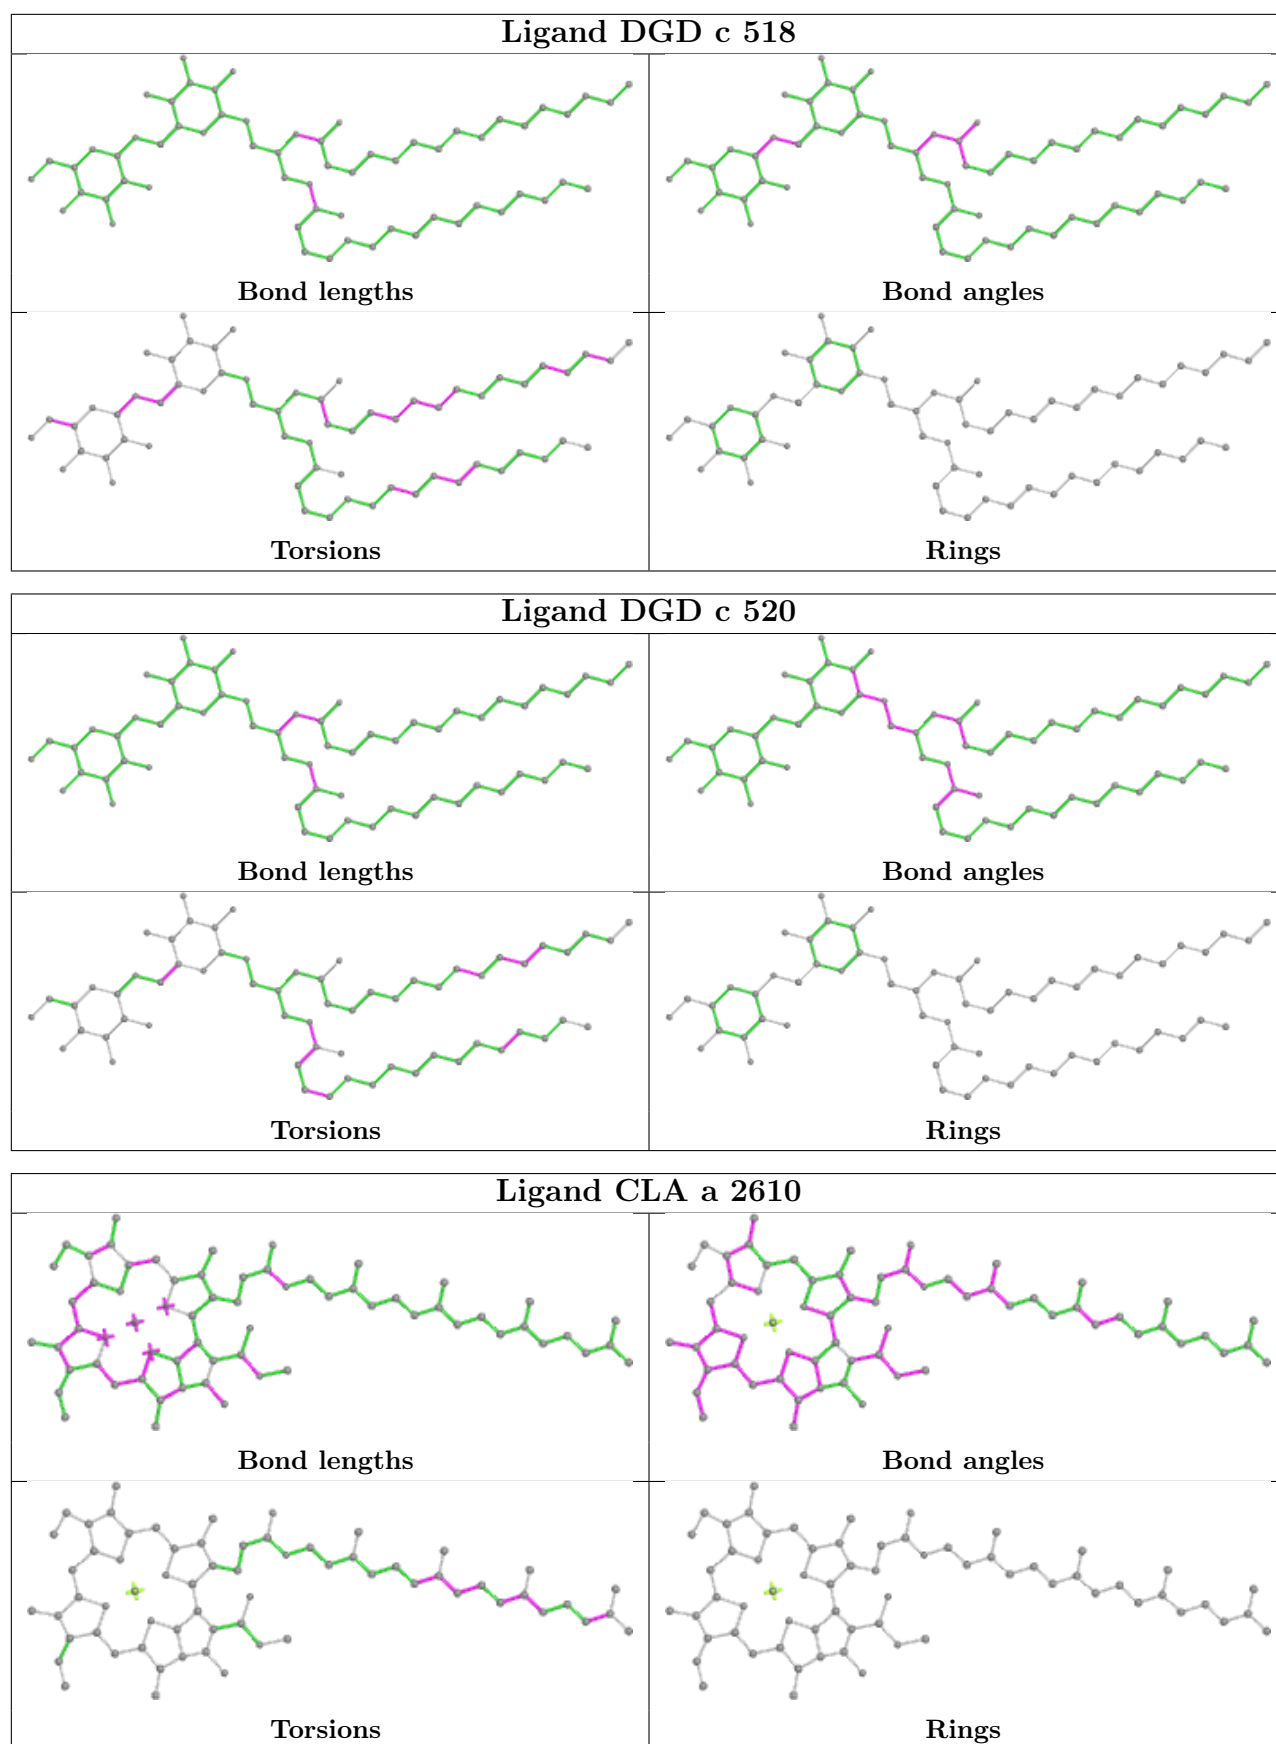 Ligand DGD c 518
Bond lengths
Bond angles
Torsions
Rings
Ligand DGD c 520
Bond lengths
Bond angles
Torsions
Rings
Ligand CLA a 2610
Bond lengths
Bond angles
Torsions
Rings